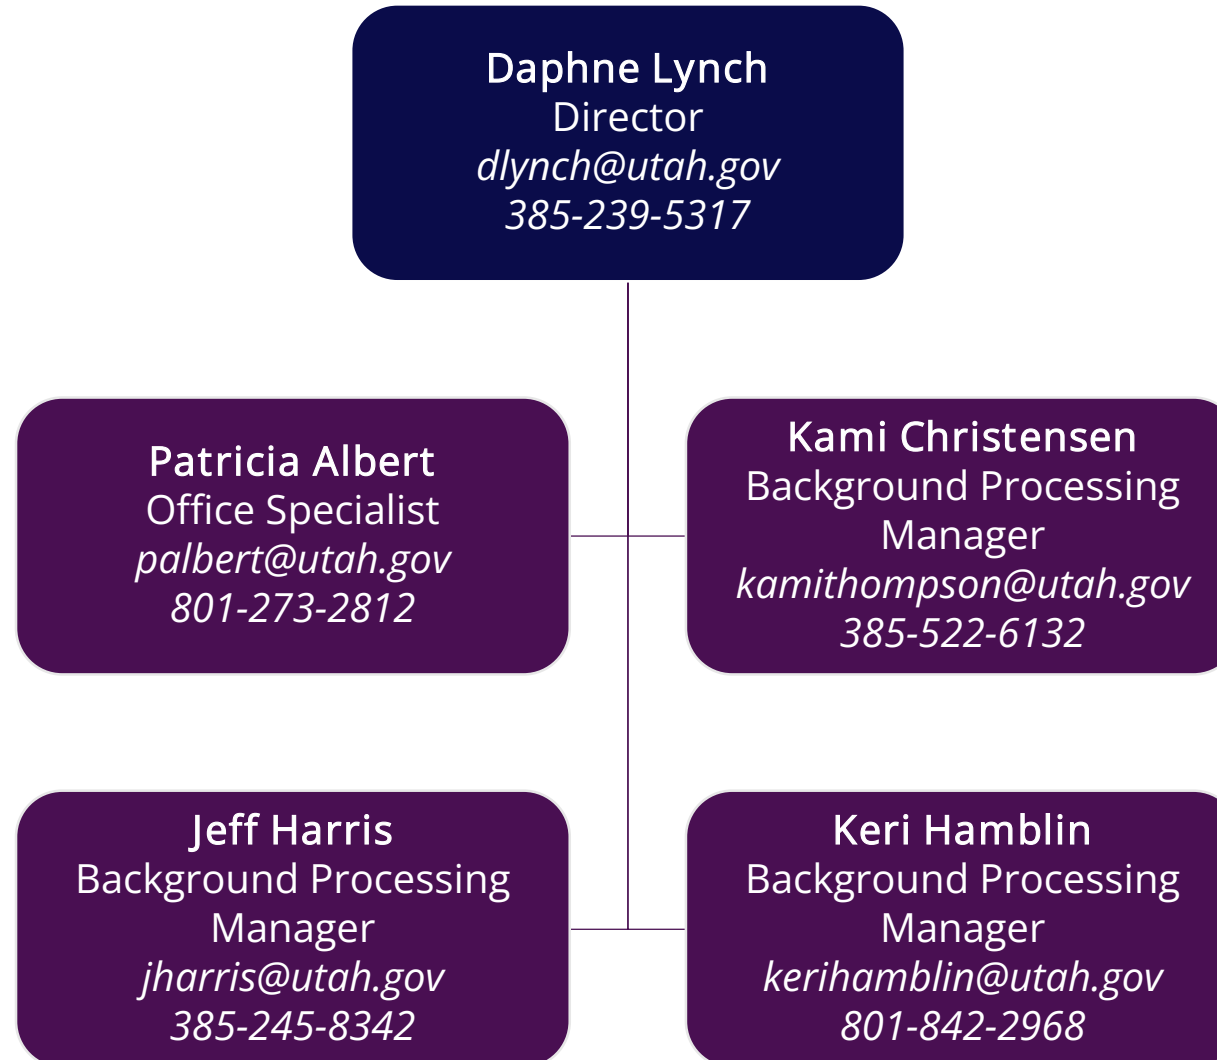 Daphne Lynch
Director
dlynch@utah.gov
385-239-5317
Patricia Albert
Office Specialist
palbert@utah.gov
801-273-2812
Kami Christensen
Background Processing
Manager
kamithompson@utah.gov
385-522-6132
Jeff Harris
Background Processing
Manager
jharris@utah.gov
385-245-8342
Keri Hamblin
Background Processing
Manager
kerihamblin@utah.gov
801-842-2968